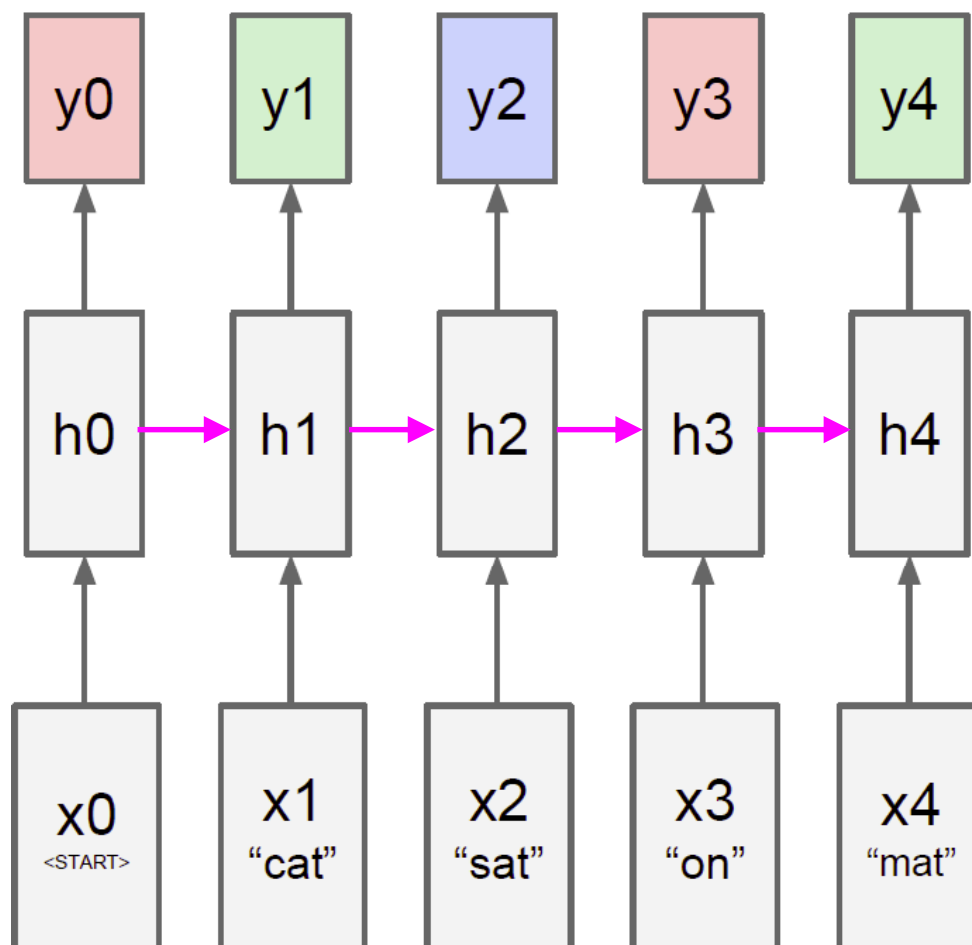 y0 y1 y2 y3 y4
h0 h1 h2 h3 h4
x0 x1 x2 x3 x4
<START> “cat” “sat” “on” “mat”